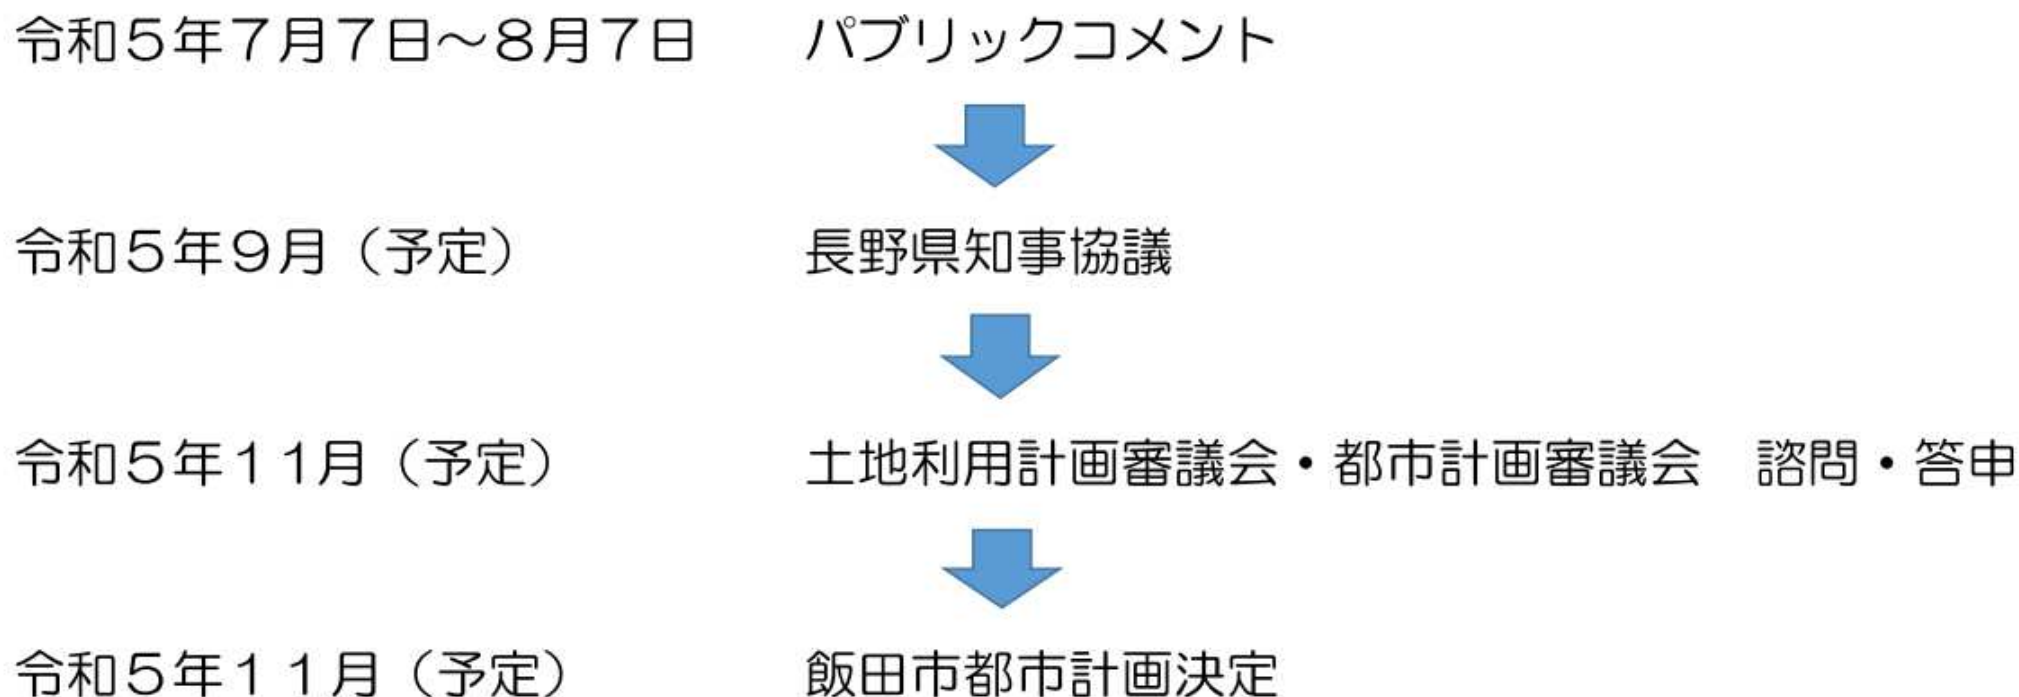 令和５年７月７日～８月７日　パブリックコメント
令和５年９月（予定）　長野県知事協議
令和５年１１月（予定）　土地利用計画審議会・都市計画審議会　諮問・答申
令和５年１１月（予定）　飯田市都市計画決定